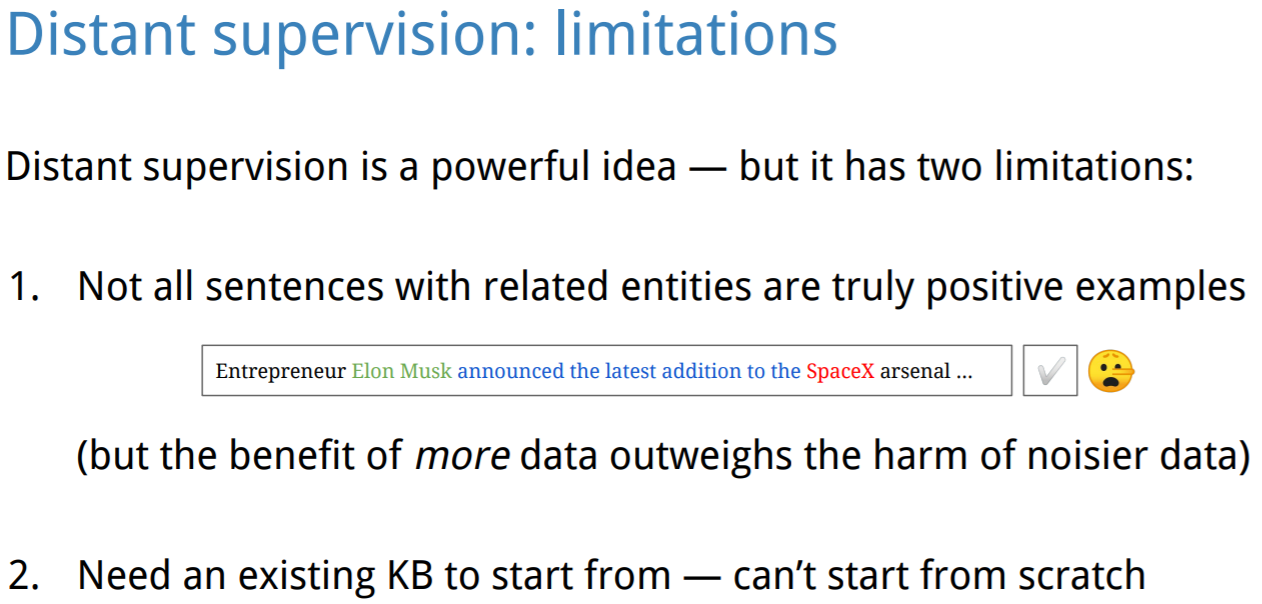 Distant supervision: limitations
Distant supervision is a powerful idea — but it has two limitations:
1. Not all sentences with related entities are truly positive examples
Entrepreneur Elon Musk announced the latest addition to the SpaceX arsenal ...
(but the benefit of more data outweighs the harm of noisier data)
2. Need an existing KB to start from — can’t start from scratch